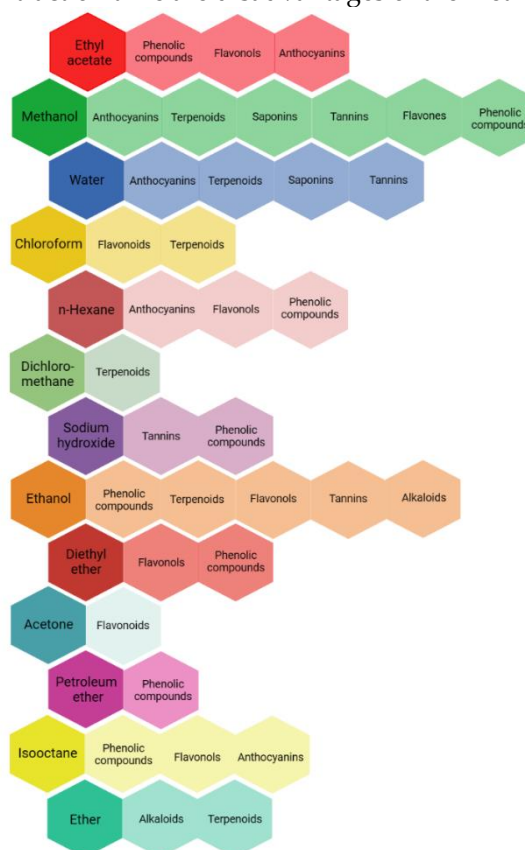 Ethyl
acetate
Phenolic
compounds
Flavonols
Anthocyanins
Methanol
Anthocyanins
Terpenoids
Saponins
Tannins
Flavones
Phenolic
compounds
Water
Anthocyanins
Terpenoids
Saponins
Tannins
Chloroform
Flavonoids
Terpenoids
n-Hexane
Anthocyanins
Flavonols
Phenolic
compounds
Dichloro-
methane
Terpenoids
Sodium
hydroxide
Tannins
Phenolic
compounds
Ethanol
Phenolic
compounds
Terpenoids
Flavonols
Tannins
Alkaloids
Diethyl
ether
Flavonols
Phenolic
compounds
Acetone
Flavonoids
Petroleum
ether
Phenolic
compounds
Isooctane
Phenolic
compounds
Flavonols
Anthocyanins
Ether
Alkaloids
Terpenoids